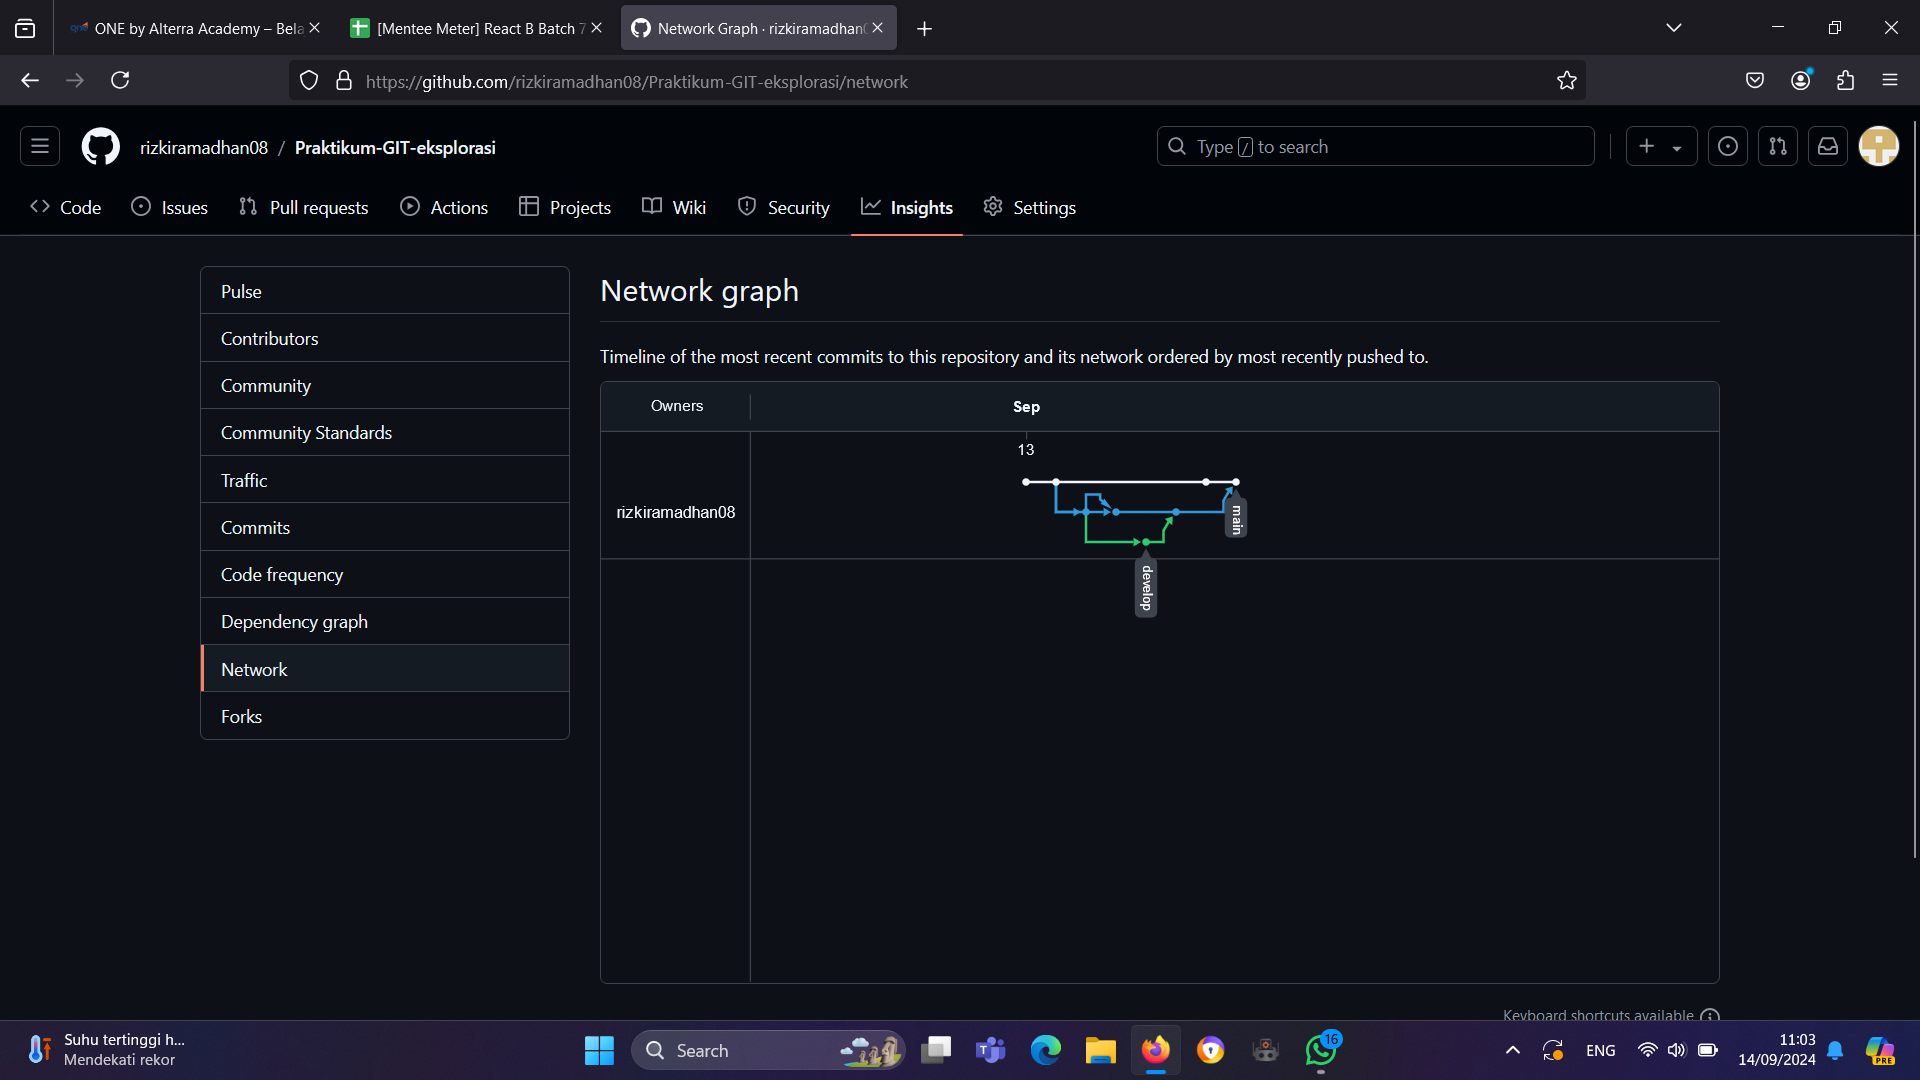 ONE by Alterra Academy – Bela
[Mentee Meter] React B Batch 7
Network Graph · rizkiramadhan0
https://github.com/rizkiramadhan08/Praktikum-GIT-eksplorasi/network
rizkiramadhan08 / Praktikum-GIT-eksplorasi
Type / to search
Code
Issues
Pull requests
Actions
Projects
Wiki
Security
Insights
Settings
Pulse
Contributors
Community
Community Standards
Traffic
Commits
Code frequency
Dependency graph
Network
Forks
Network graph
Timeline of the most recent commits to this repository and its network ordered by most recently pushed to.
Owners
Sep
13
rizkiramadhan08
main
develop
Keyboard shortcuts available
Suhu tertinggi h...
Mendekati rekor
Search
16
ENG
11:03
14/09/2024
PRE